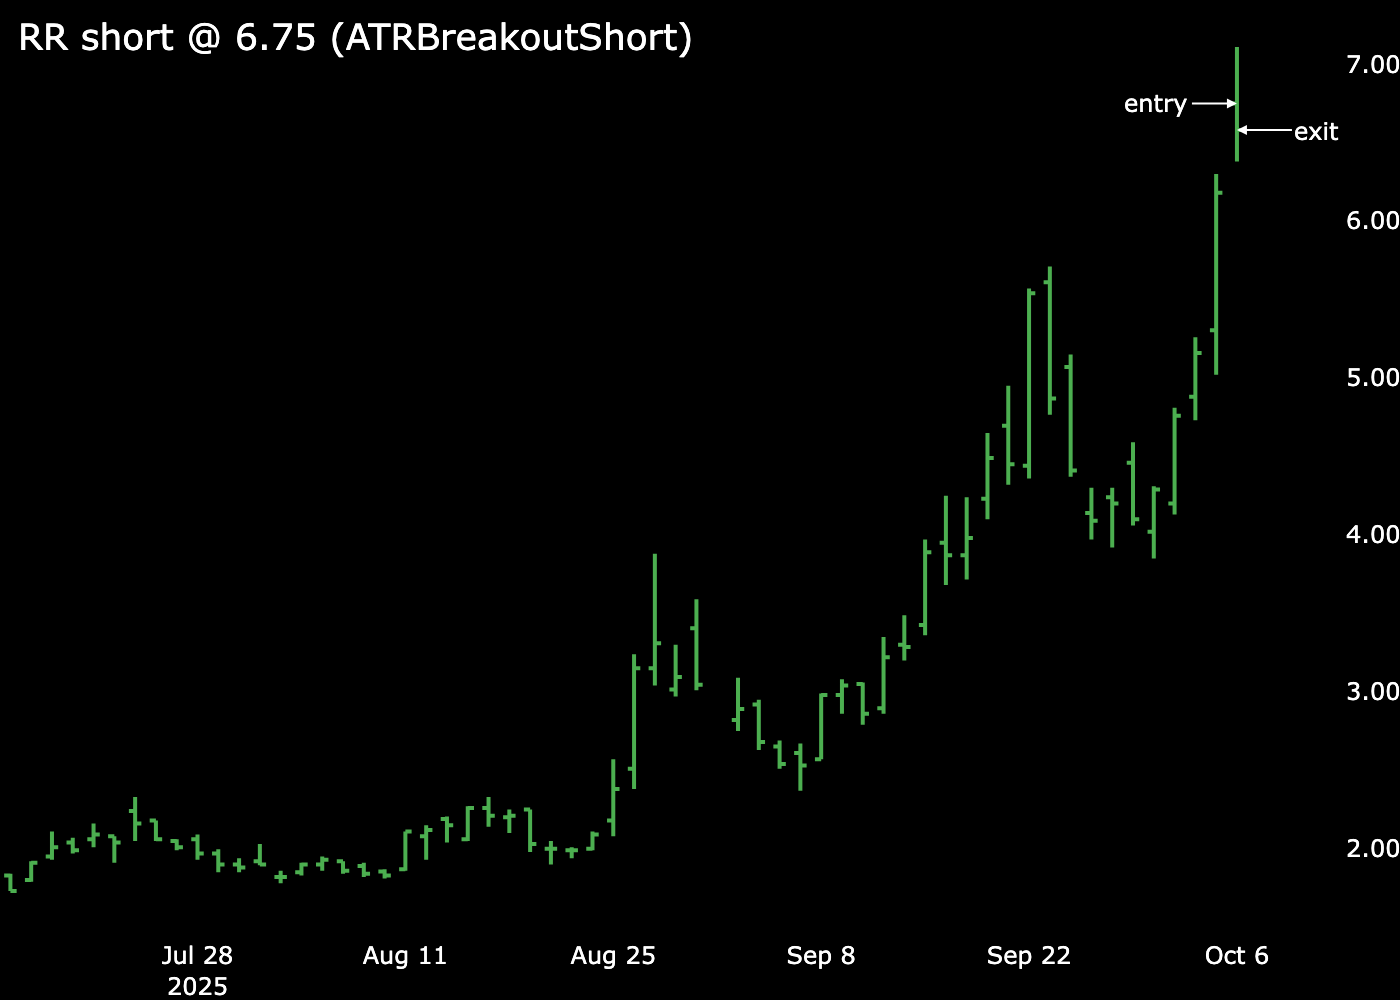 RR short @ 6.75 (ATRBreakoutShort)
7.00
entry
exit
6.00
5.00
4.00
3.00
2.00
Jul 28
2025
Aug 11
Aug 25
Sep 8
Sep 22
Oct 6